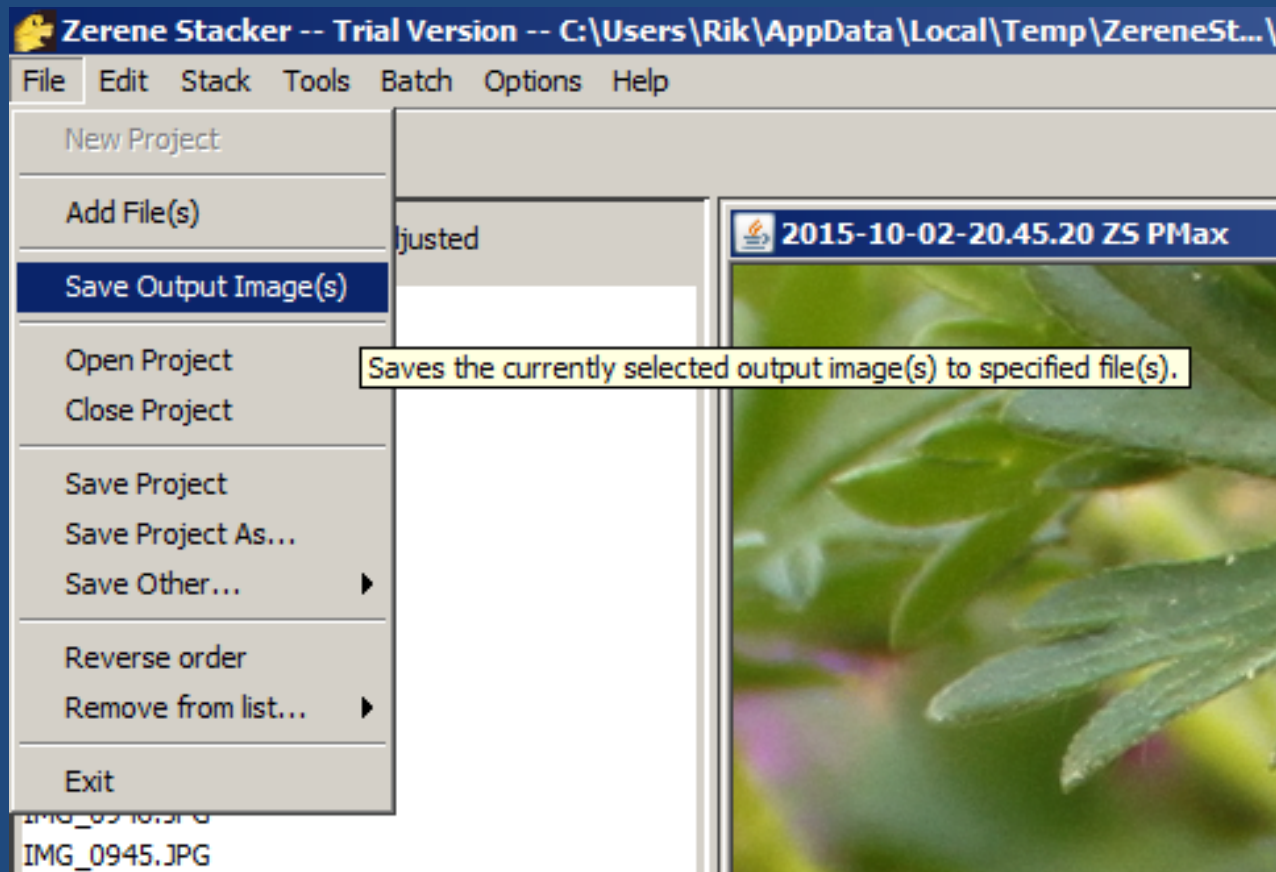 Zerene Stacker -- Trial Version -- C:\Users\Rik\AppData\Local\Temp\ZereneSt...\
File Edit Stack Tools Batch Options Help
New Project
Add File(s)
ljusted
2015-10-02-20.45.20 ZS PMax
Save Output Image(s)
Saves the currently selected output image(s) to specified file(s).
Open Project
Close Project
Save Project
Save Project As...
Save Other...
Reverse order
Remove from list...
Exit
IMG_0945.JPG